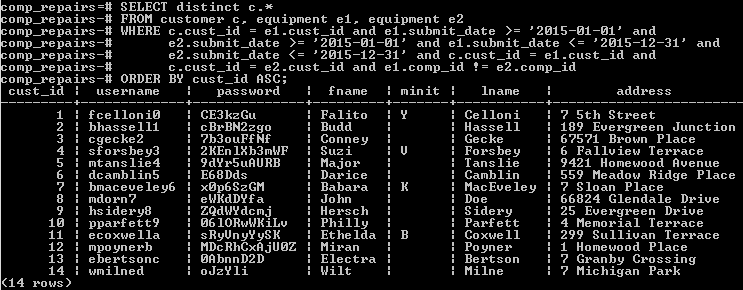 comp_repairs=# SELECT distinct c.*
comp_repairs-# FROM customer c, equipment e1, equipment e2
comp_repairs-# WHERE c.cust_id = e1.cust_id and e1.submit_date >= '2015-01-01' and
comp_repairs-# e2.submit_date >= '2015-01-01' and e1.submit_date <= '2015-12-31' and
comp_repairs-# e2.submit_date <= '2015-12-31' and c.cust_id = e1.cust_id and
comp_repairs-# c.cust_id = e2.cust_id and e1.comp_id != e2.comp_id
comp_repairs-# ORDER BY cust_id ASC;
cust_id | username | password | fname | minit | lname | address
1 | fcelloni0 | CE3kzGu | Falito | Y | Celloni | 7 5th Street
2 | bhassell1 | cBrBN2zgo | Budd | | Hassell | 189 Evergreen Junction
3 | cgecke2 | 7b3ouFfNf | Conney | | Gecke | 67571 Brown Place
4 | sforsbey3 | 2KEnlXh3mWF | Suzi | V | Forsbey | 6 Fallview Terrace
5 | mtanslie4 | 9dYr5uAURB | Major | | Tanslie | 9421 Homewood Avenue
6 | dcamblin5 | E68Dds | Darice | | Camblin | 559 Meadow Ridge Place
7 | bmaceveley6 | x0p6SzGM | Babara | K | MacEveley | 7 Sloan Place
8 | mdorn7 | eWKdDYfa | John | | Doe | 66824 Glendale Drive
9 | hsidery8 | ZQdWYdcmj | Hersch | | Sidery | 25 Evergreen Drive
10 | pparfett9 | 06lORwWKiLv | Philly | | Parfett | 4 Memorial Terrace
11 | ecoxwella | sRyVnyYySK | Ethelda | B | Coxwell | 299 Sullivan Terrace
12 | mpoynerb | MDcRhCxAjU0Z | Miran | | Poyner | 1 Homewood Place
13 | ebertsonc | 0AbnnD2D | Electra | | Bertson | 7 Granby Crossing
14 | wmilned | oJzYli | Wilt | | Milne | 7 Michigan Park
(14 rows)